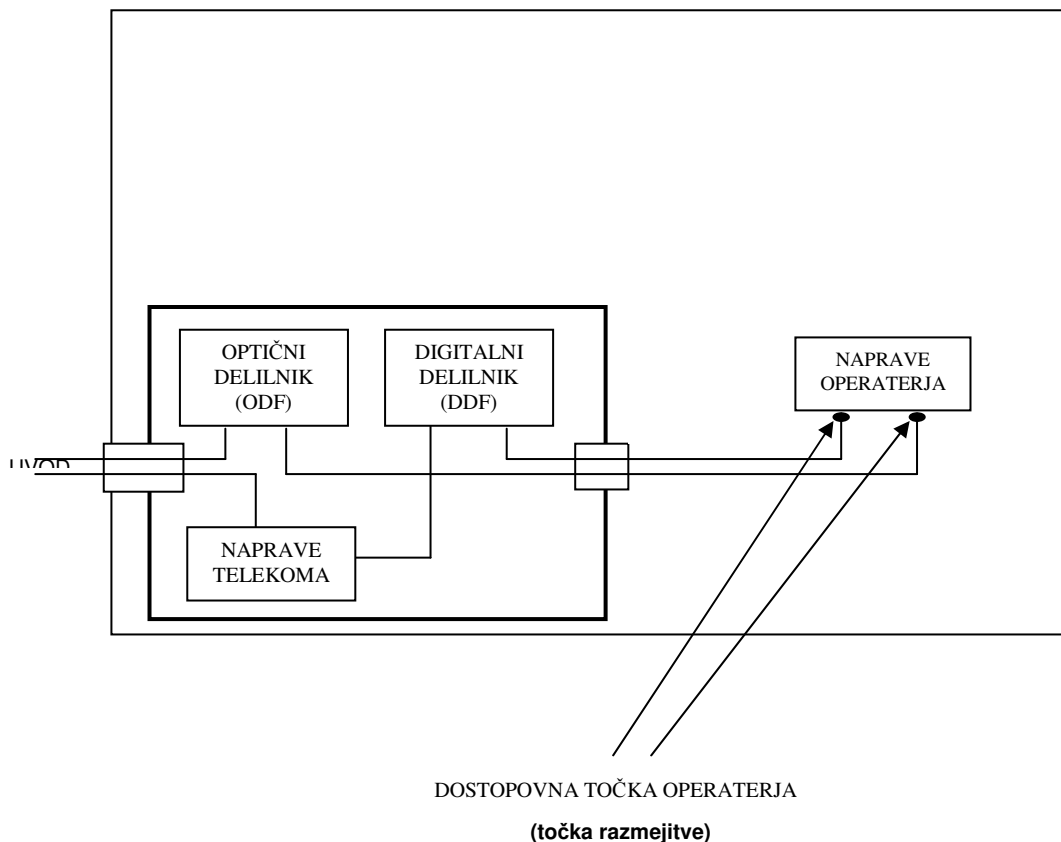 OPTIČNI
DELILNIK
(ODF)
DIGITALNI
DELILNIK
(DDF)
NAPRAVE
OPERATERJA
NAPRAVE
TELEKOMA
DOSTOPOVNA TOČKA OPERATERJA
(točka razmejitve)